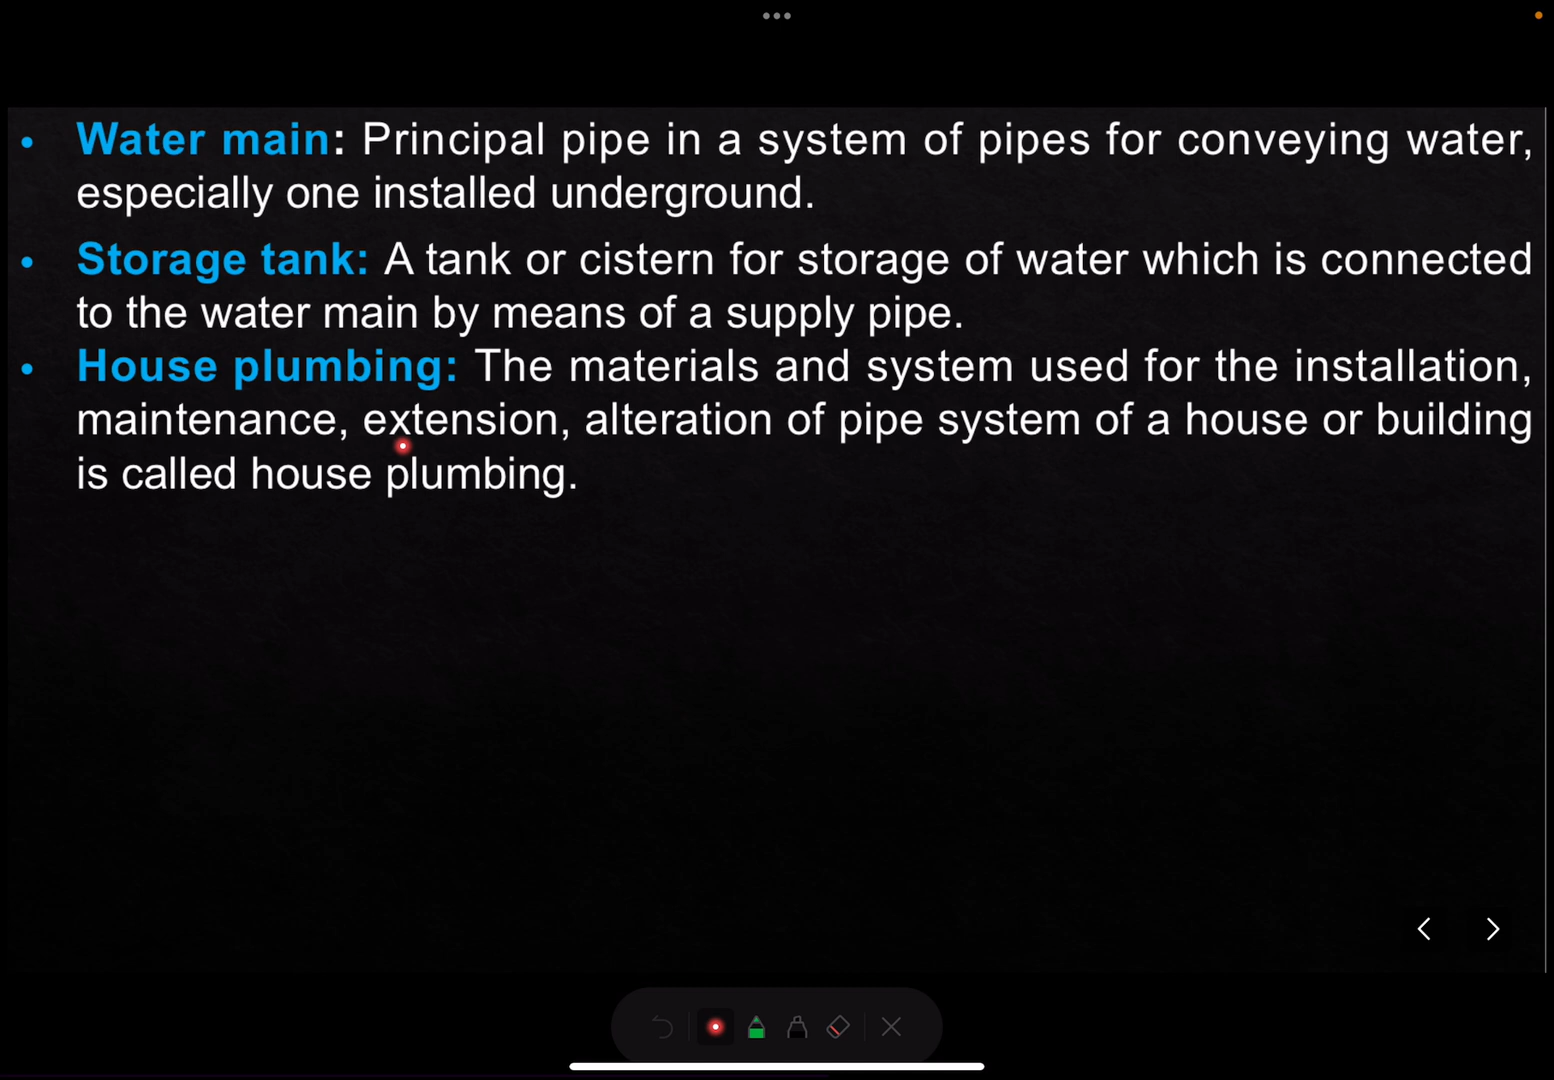 • Water main: Principal pipe in a system of pipes for conveying water,
especially one installed underground.
• Storage tank: A tank or cistern for storage of water which is connected
to the water main by means of a supply pipe.
• House plumbing: The materials and system used for the installation,
maintenance, extension, alteration of pipe system of a house or building
is called house plumbing.